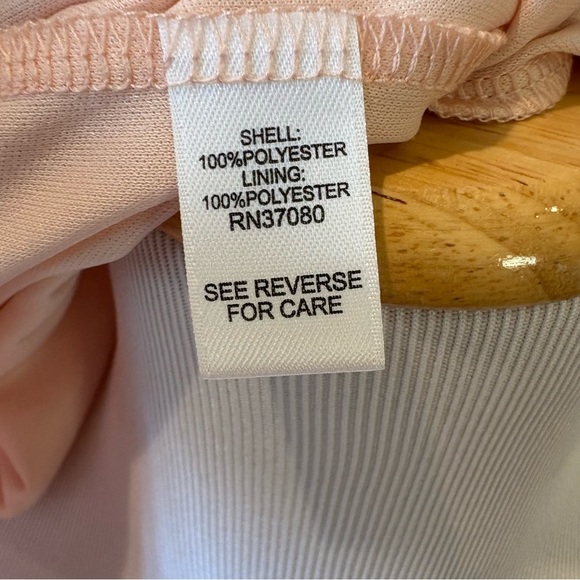 SHELL:
100%POLYESTER
LINING:
100%POLYESTER
RN37080
SEE REVERSE
FOR CARE